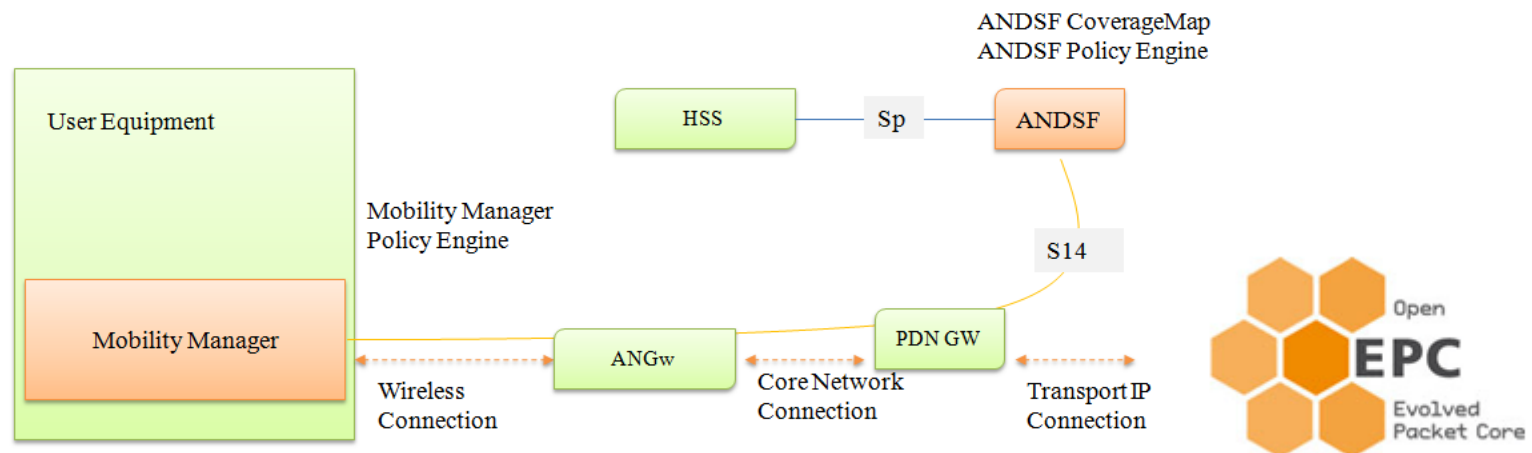 ANDSF CoverageMap
ANDSF Policy Engine
User Equipment
HSS
Sp
ANDSF
Mobility Manager
Policy Engine
S14
Mobility Manager
ANGw
PDN GW
Wireless
Connection
Core Network
Connection
Transport IP
Connection
Open
EPC
Evolved
Packet Core